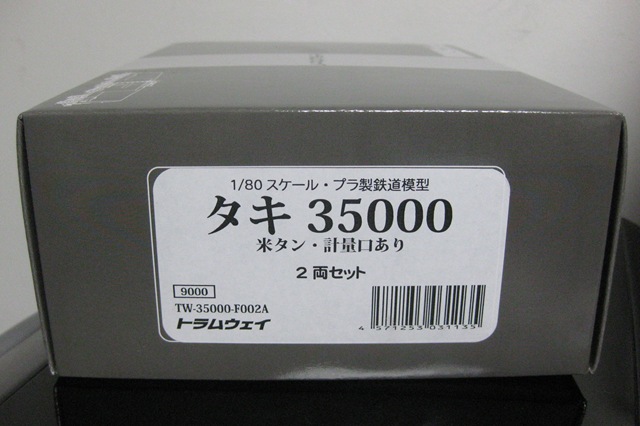 1/80 スケール・プラ製鉄道模型
タキ 35000
米タン・計量口あり
2 両セット
9000
TW-35000-F002A
トラムウェイ
4 571253 031135